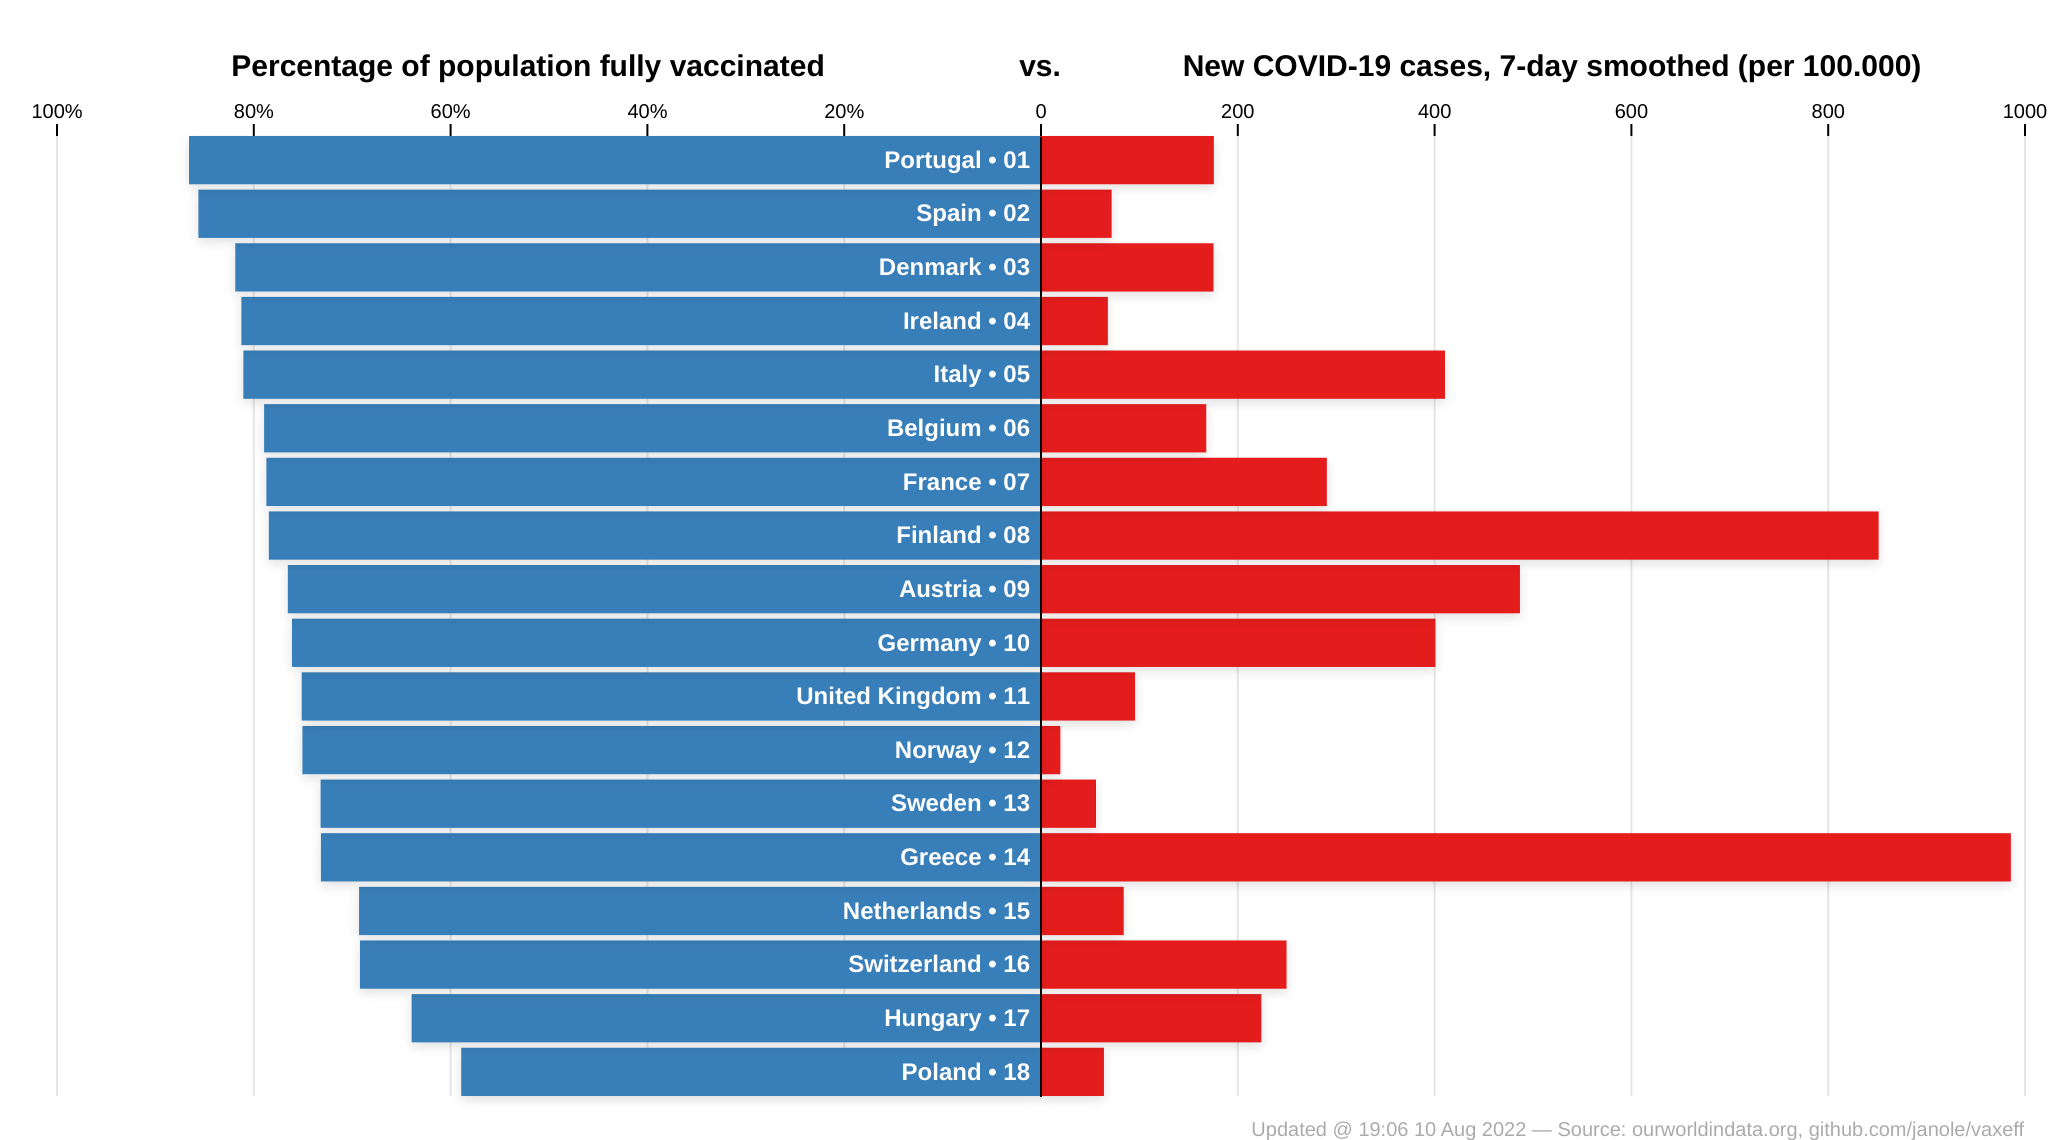 Percentage of population fully vaccinated vs. New COVID-19 cases, 7-day smoothed (per 100.000)
100% 80% 60% 40% 20% 0 200 400 600 800 1000
Portugal • 01
Spain • 02
Denmark • 03
Ireland • 04
Italy • 05
Belgium • 06
France • 07
Finland • 08
Austria • 09
Germany • 10
United Kingdom • 11
Norway • 12
Sweden • 13
Greece • 14
Netherlands • 15
Switzerland • 16
Hungary • 17
Poland • 18
Updated @ 19:06 10 Aug 2022 — Source: ourworldindata.org, github.com/janole/vaxeff